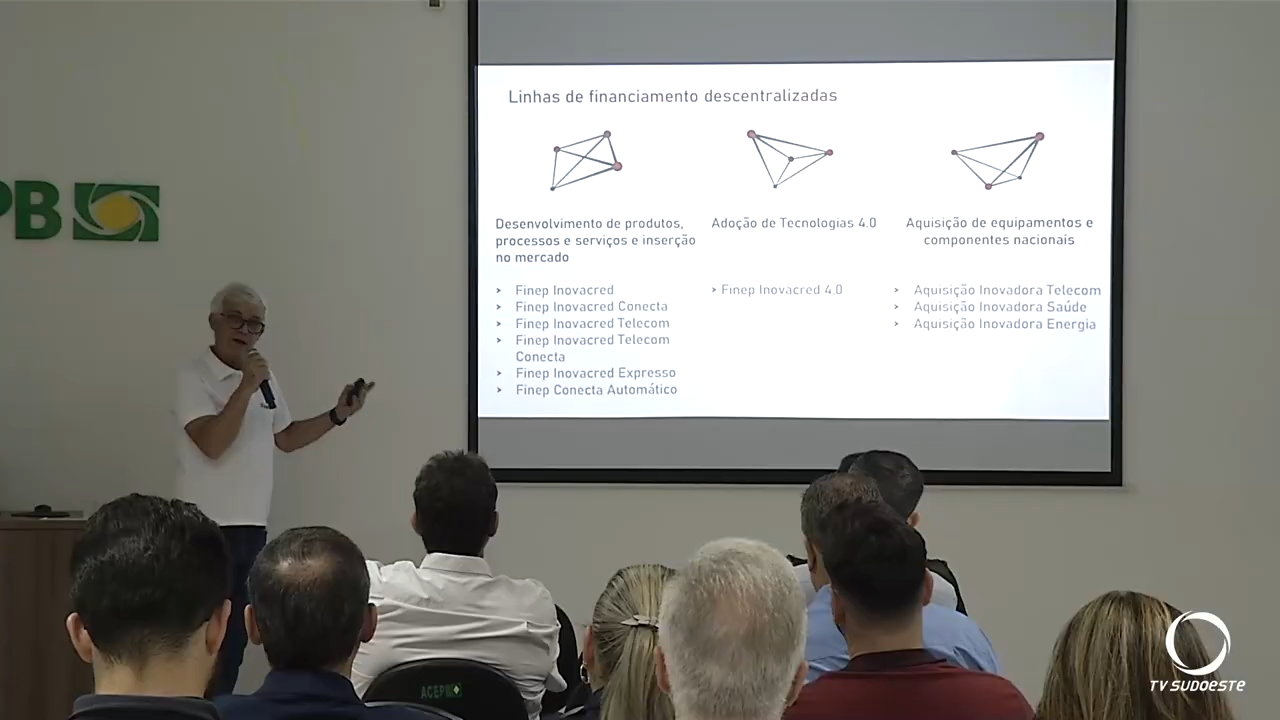 Linhas de financiamento descentralizadas
Desenvolvimento de produtos,
processos e serviços e inserção
no mercado
> Finep Inovacred
> Finep Inovacred Conecta
> Finep Inovacred Telecom
> Finep Inovacred Telecom
Conecta
> Finep Inovacred Expresso
> Finep Conecta Automático
Adoção de Tecnologias 4.0
> Finep Inovacred 4.0
Aquisição de equipamentos e
componentes nacionais
> Aquisição Inovadora Telecom
> Aquisição Inovadora Saúde
> Aquisição Inovadora Energia
PB
ACEPB
TV SUDOESTE